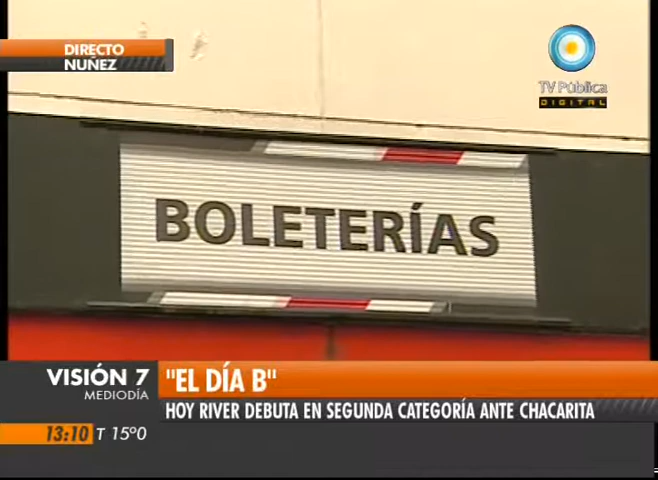 DIRECTO
NUÑEZ
TV Pública
DIGITAL
BOLETERÍAS
VISIÓN 7
MEDIODÍA
"EL DÍA B"
HOY RIVER DEBUTA EN SEGUNDA CATEGORÍA ANTE CHACARITA
13:10 T 15º0